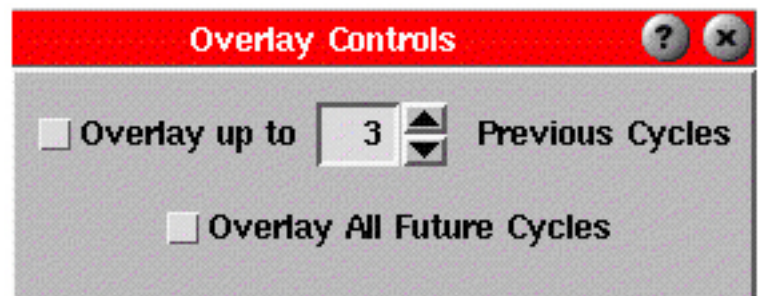 Overlay Controls ? x
Overlay up to 3 Previous Cycles
Overlay All Future Cycles